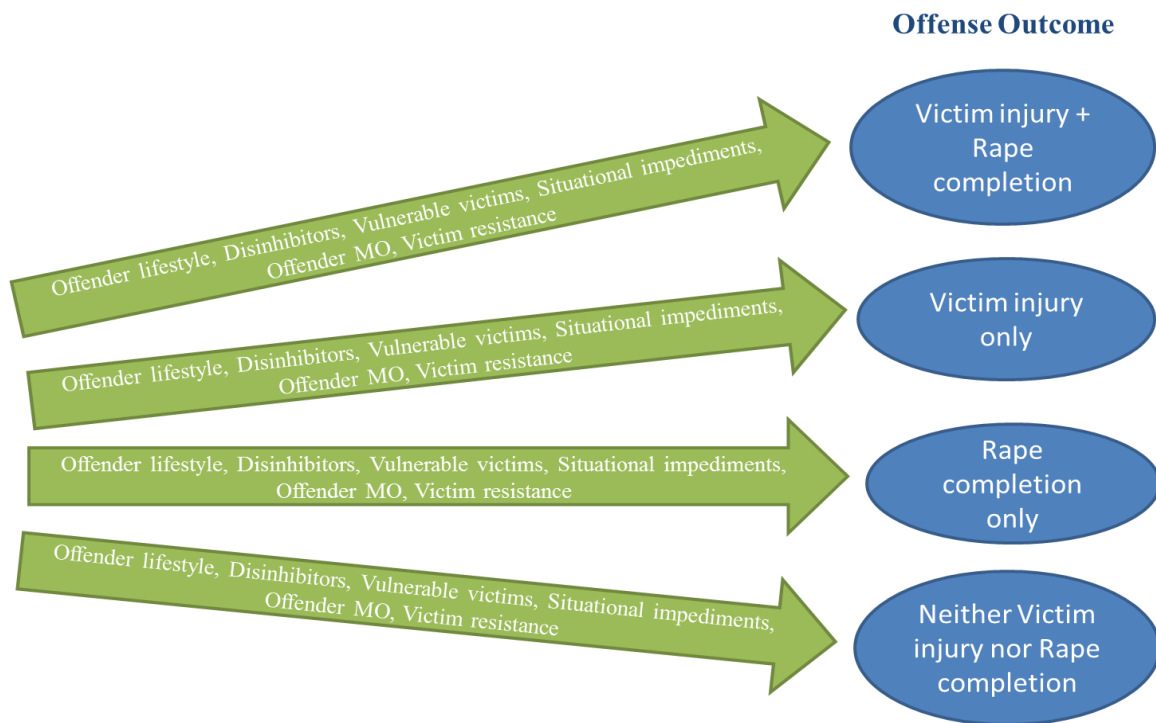 Offense Outcome
Offender lifestyle, Disinhibitors, Vulnerable victims, Situational impediments,
Offender MO, Victim resistance
Victim injury +
Rape
completion
Offender lifestyle, Disinhibitors, Vulnerable victims, Situational impediments,
Offender MO, Victim resistance
Victim injury
only
Offender lifestyle, Disinhibitors, Vulnerable victims, Situational impediments,
Offender MO, Victim resistance
Rape
completion
only
Offender lifestyle, Disinhibitors, Vulnerable victims, Situational impediments,
Offender MO, Victim resistance
Neither Victim
injury nor Rape
completion